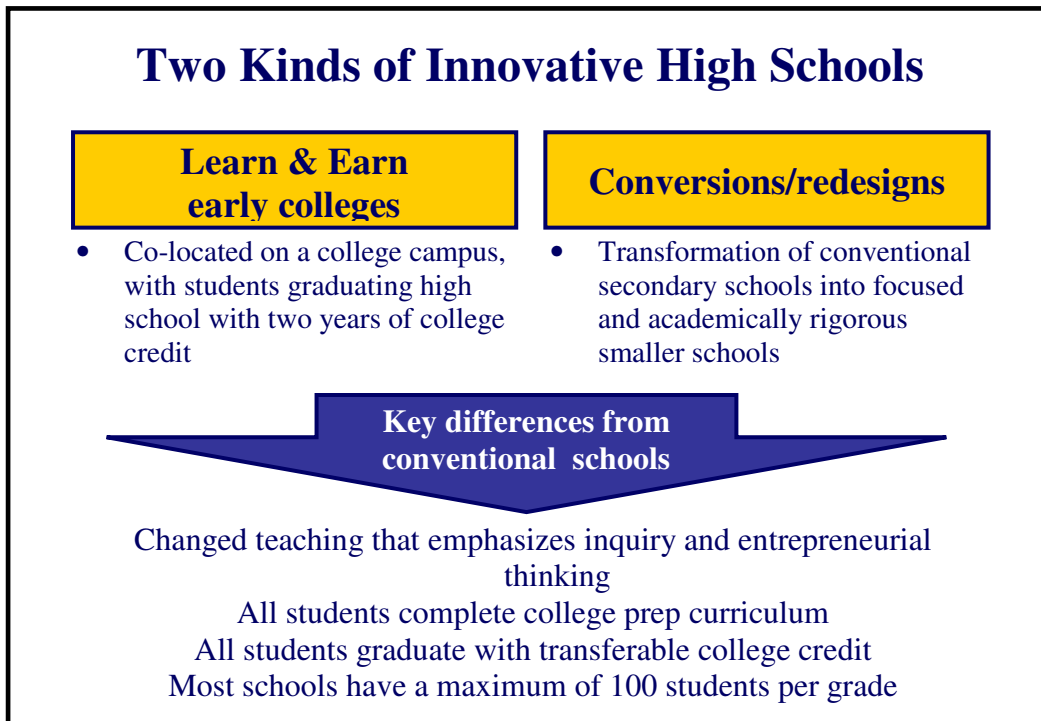 Two Kinds of Innovative High Schools
Learn & Earn
early colleges
• Co-located on a college campus,
with students graduating high
school with two years of college
credit
Conversions/redesigns
• Transformation of conventional
secondary schools into focused
and academically rigorous
smaller schools
Key differences from
conventional schools
Changed teaching that emphasizes inquiry and entrepreneurial
thinking
All students complete college prep curriculum
All students graduate with transferable college credit
Most schools have a maximum of 100 students per grade